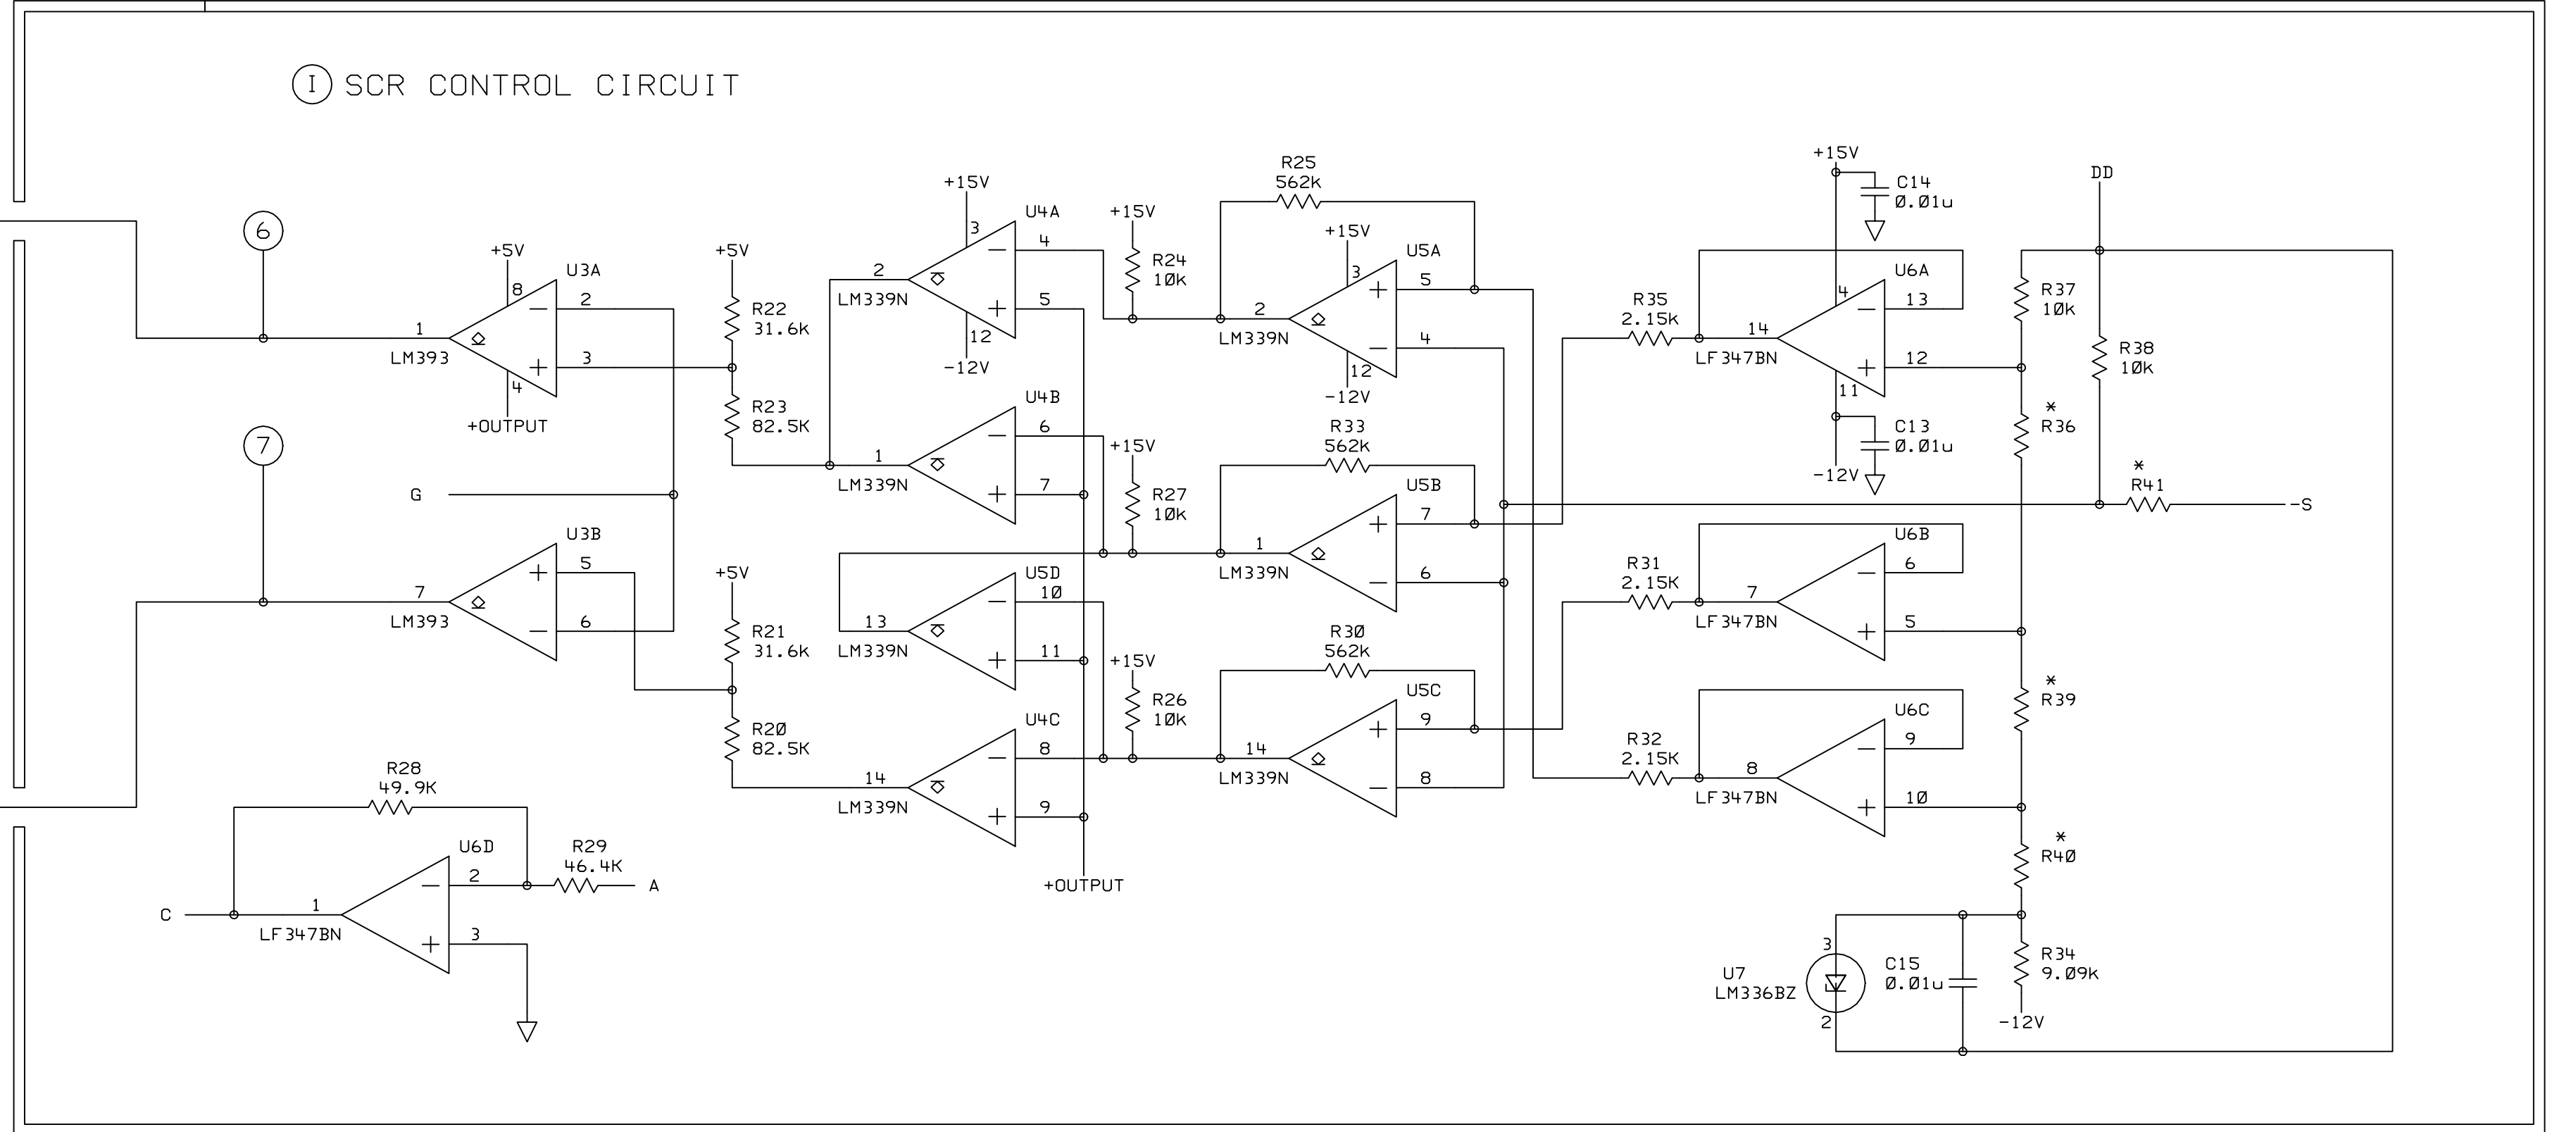 I SCR CONTROL CIRCUIT
6
7
+5V
U3A
8
2
3
1
LM393
4
+OUTPUT
G
U3B
5
6
7
LM393
+5V
R22
31.6k
R23
82.5K
+5V
R21
31.6k
R20
82.5K
+15V
U4A
3
4
5
2
LM339N
12
-12V
U4B
6
7
1
LM339N
U5D
10
11
13
LM339N
U4C
8
9
14
LM339N
+OUTPUT
+15V
R24
10k
+15V
R27
10k
+15V
R26
10k
R25
562k
+15V
U5A
3
5
4
2
LM339N
12
-12V
R33
562k
U5B
7
6
1
LM339N
R30
562k
U5C
9
8
14
LM339N
R35
2.15K
R31
2.15K
R32
2.15K
+15V
C14
0.01u
U6A
4
13
12
14
LF347BN
11
C13
0.01u
-12V
U6B
6
5
7
LF347BN
U6C
9
10
8
LF347BN
DD
R37
10k
R38
10k
*
R36
*
R41
-S
*
R39
*
R40
R34
9.09k
-12V
3
U7
LM336BZ
2
C15
0.01u
R28
49.9K
U6D
R29
46.4K
2
A
3
1
C
LF347BN